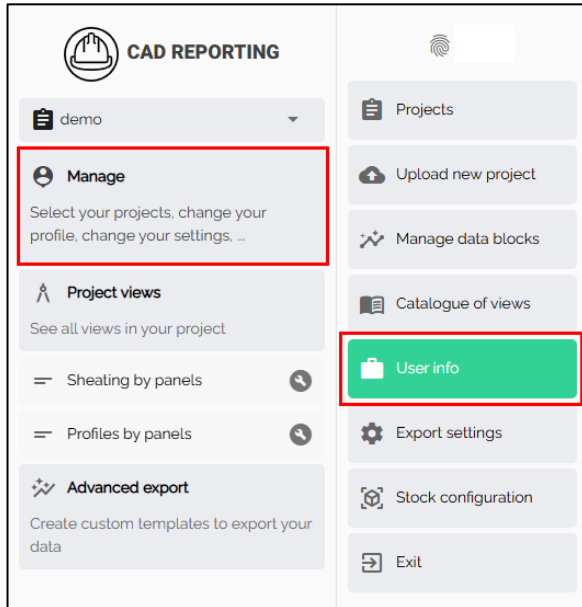 CAD REPORTING
demo
Manage
Select your projects, change your
profile, change your settings, ...
Project views
See all views in your project
Sheating by panels
Profiles by panels
Advanced export
Create custom templates to export your
data
Projects
Upload new project
Manage data blocks
Catalogue of views
User info
Export settings
Stock configuration
Exit